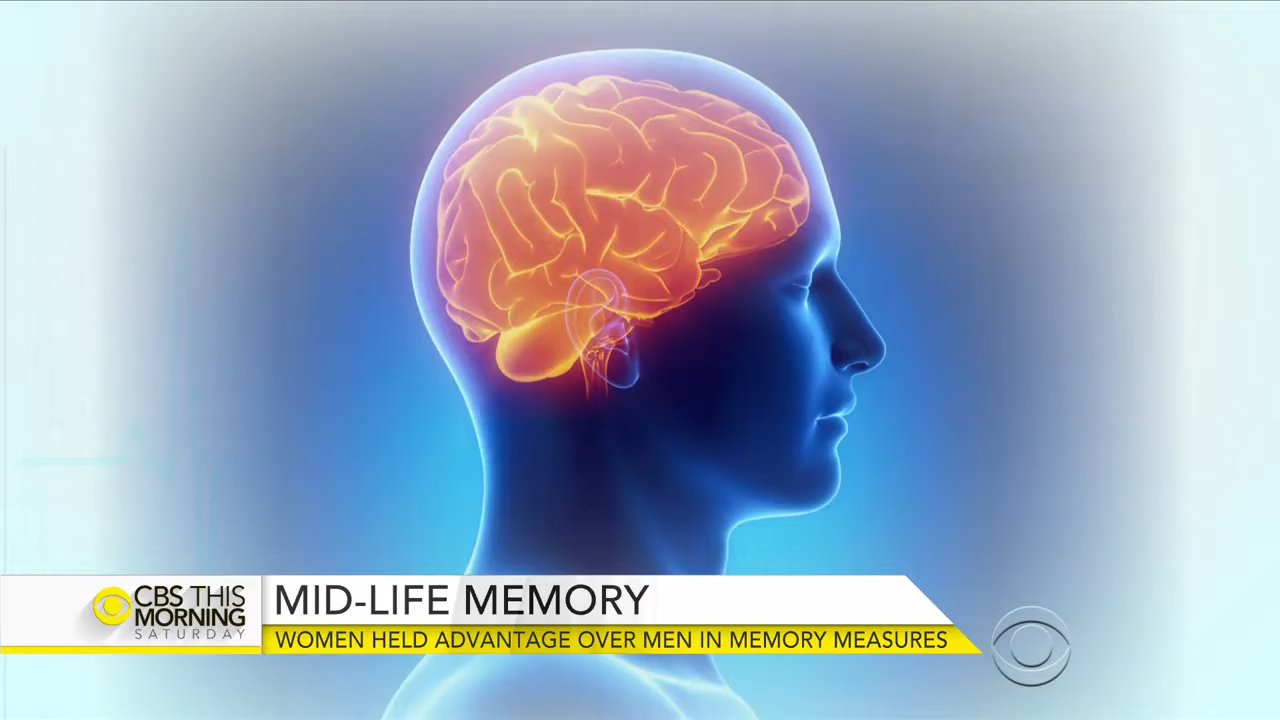 CBS THIS
MORNING
SATURDAY
MID-LIFE MEMORY
WOMEN HELD ADVANTAGE OVER MEN IN MEMORY MEASURES